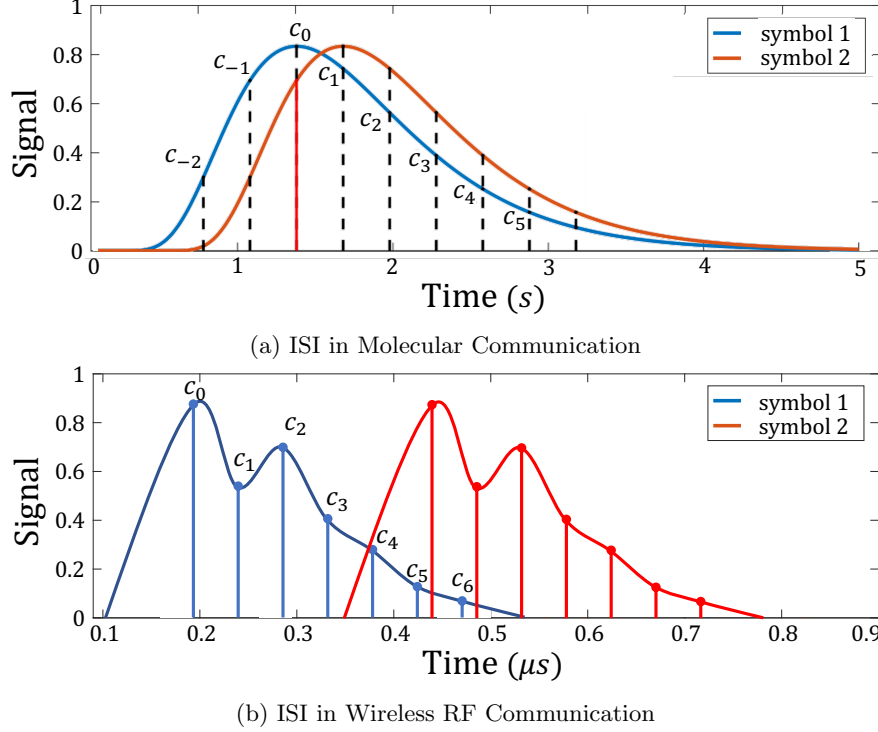 1
0.8
0.6
0.4
0.2
0
Signal
c₋₂
c₋₁
c₀
c₁
c₂
c₃
c₄
c₅
symbol 1
symbol 2
0 1 2 3 4 5
Time (s)
(a) ISI in Molecular Communication
1
0.8
0.6
0.4
0.2
0
Signal
c₀
c₁
c₂
c₃
c₄
c₅
c₆
symbol 1
symbol 2
0.1 0.2 0.3 0.4 0.5 0.6 0.7 0.8 0.9
Time (μs)
(b) ISI in Wireless RF Communication